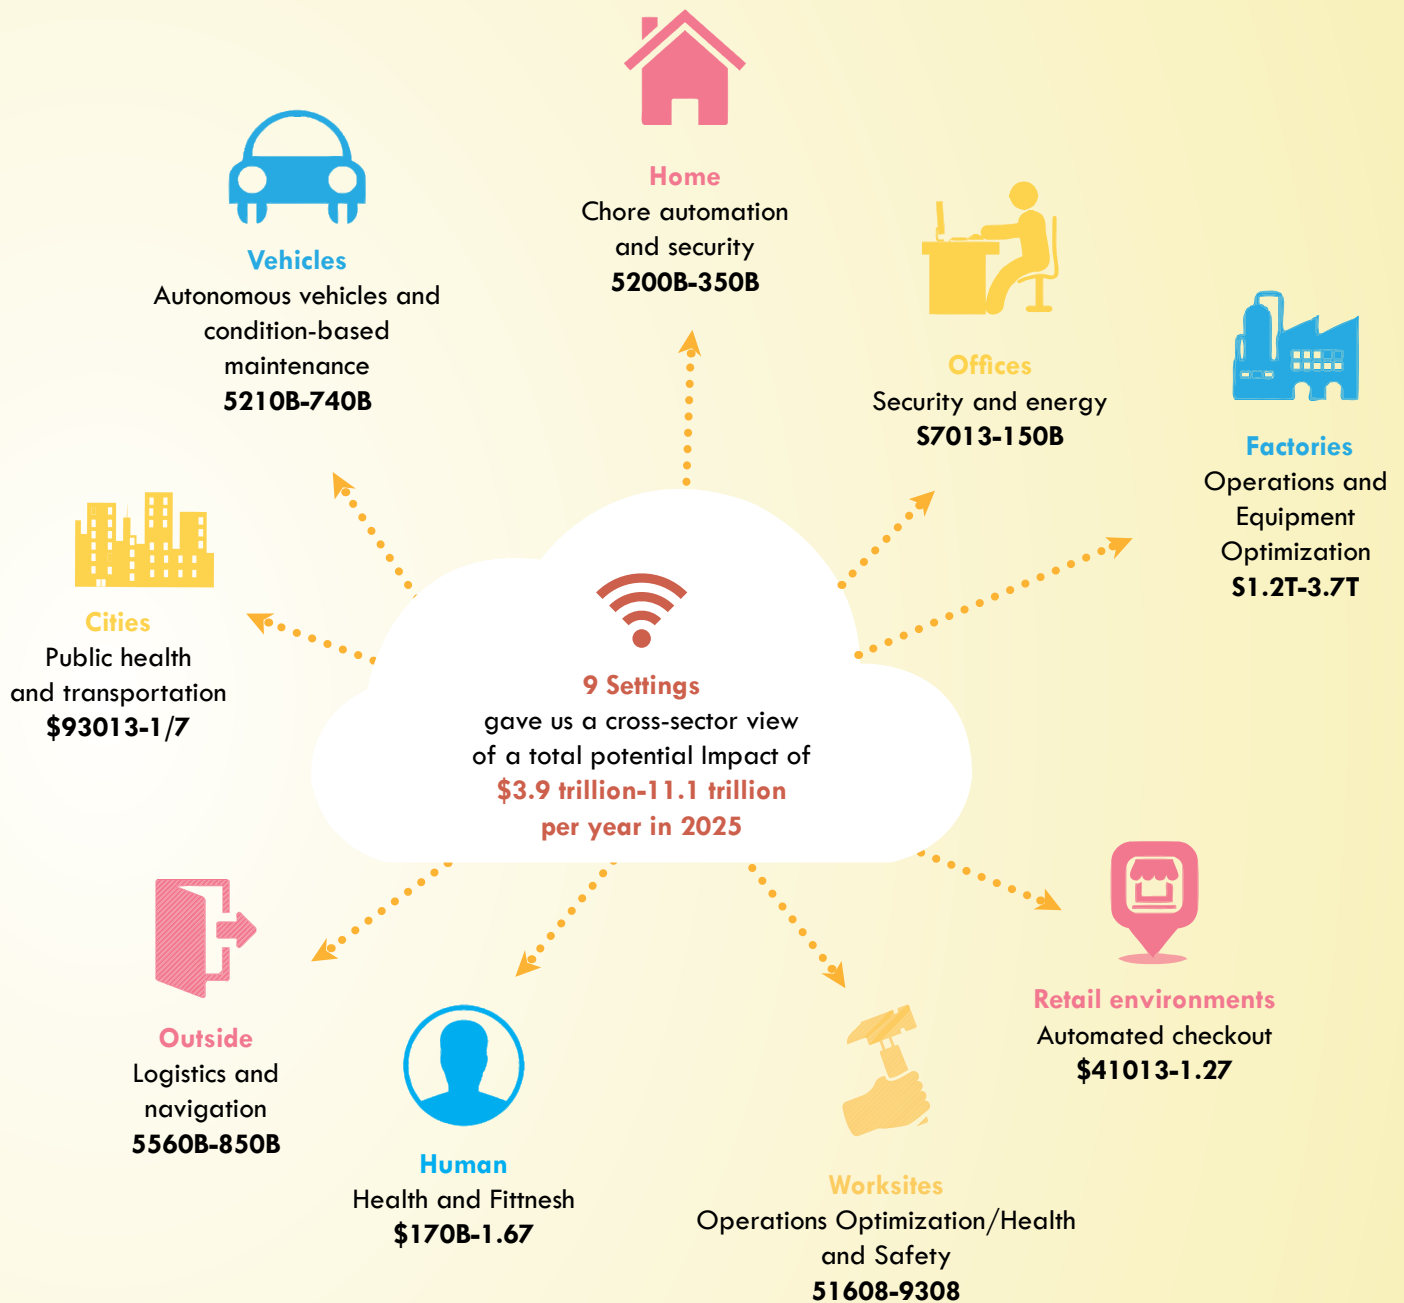 Home
Chore automation
and security
5200B-350B
Vehicles
Autonomous vehicles and
condition-based
maintenance
5210B-740B
Offices
Security and energy
S7013-150B
Factories
Operations and
Equipment
Optimization
S1.2T-3.7T
Cities
Public health
and transportation
$93013-1/7
9 Settings
gave us a cross-sector view
of a total potential Impact of
$3.9 trillion-11.1 trillion
per year in 2025
Outside
Logistics and
navigation
5560B-850B
Human
Health and Fittnesh
$170B-1.67
Worksites
Operations Optimization/Health
and Safety
51608-9308
Retail environments
Automated checkout
$41013-1.27